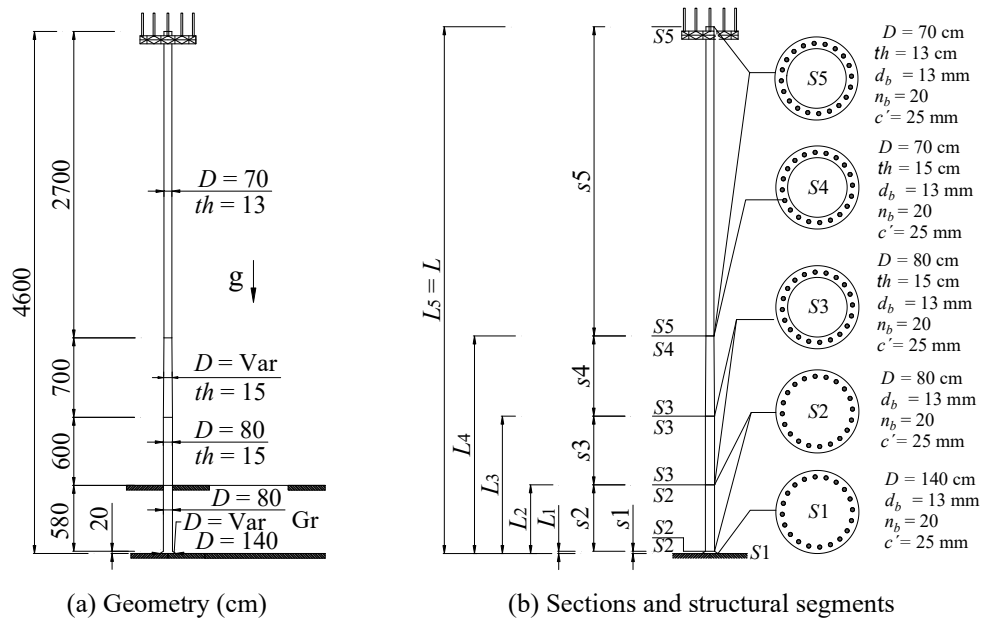 4600
2700
700
600
580
20
D = 70
th = 13
g
D = Var
th = 15
D = 80
th = 15
D = 80
Gr
D = Var
D = 140
(a) Geometry (cm)
L5 = L
L4
L3
L2
L1
s5
s4
s3
s2
s1
S5
S5
S4
S3
S3
S3
S2
S2
S2
S1
S5
D = 70 cm
th = 13 cm
db = 13 mm
nb = 20
c´= 25 mm
S4
D = 70 cm
th = 15 cm
db = 13 mm
nb = 20
c´= 25 mm
S3
D = 80 cm
th = 15 cm
db = 13 mm
nb = 20
c´= 25 mm
S2
D = 80 cm
db = 13 mm
nb = 20
c´= 25 mm
S1
D = 140 cm
db = 13 mm
nb = 20
c´= 25 mm
(b) Sections and structural segments